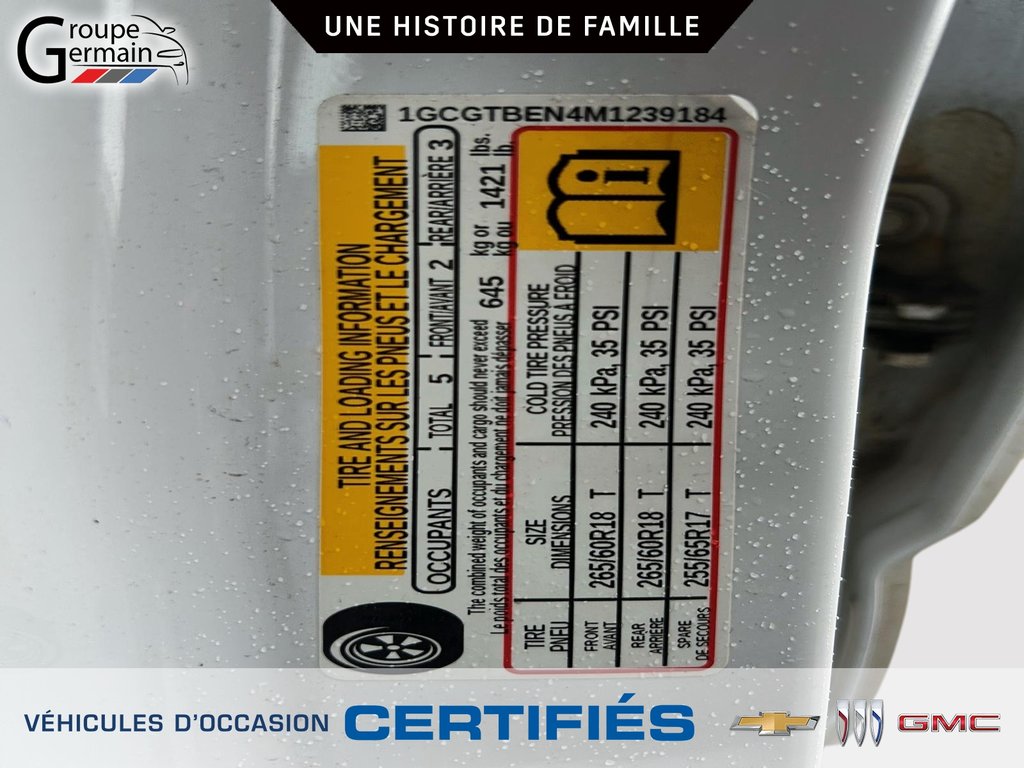 Groupe
Germain
UNE HISTOIRE DE FAMILLE
1GCGTBEN4M1239184
TIRE AND LOADING INFORMATION
RENSEIGNEMENTS SUR LES PNEUS ET LE CHARGEMENT
OCCUPANTS TOTAL 5 FRONT/AVANT 2 REAR/ARRIÈRE 3
The combined weight of occupants and cargo should never exceed 645 kg or 1421 lbs.
Le poids total des occupants et du chargement ne doit jamais dépasser kg ou lb.
TIRE SIZE COLD TIRE PRESSURE
PNEU DIMENSIONS PRESSION DES PNEUS A FROID
FRONT
AVANT 265/60R18 T 240 kPa, 35 PSI
REAR
ARRIÈRE 265/60R18 T 240 kPa, 35 PSI
SPARE
DE SECOURS 255/65R17 T 240 kPa, 35 PSI
VÉHICULES D'OCCASION CERTIFIÉS GMC